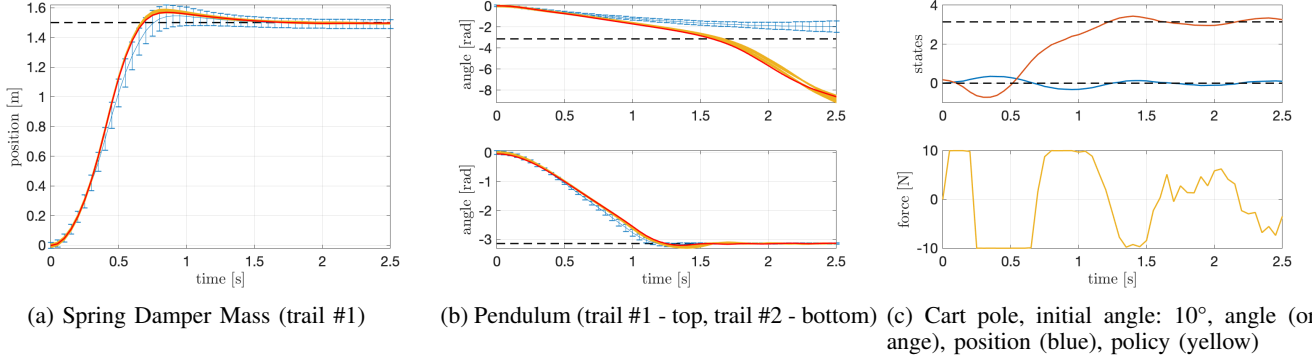 1.6
1.4
1.2
1
0.8
0.6
0.4
0.2
0
position [m]
0 0.5 1 1.5 2 2.5
time [s]
0
-2
-4
-6
-8
angle [rad]
0 0.5 1 1.5 2 2.5
0
-1
-2
-3
angle [rad]
0 0.5 1 1.5 2 2.5
time [s]
4
2
0
states
0 0.5 1 1.5 2 2.5
10
0
-10
force [N]
0 0.5 1 1.5 2 2.5
time [s]
(a) Spring Damper Mass (trail #1)
(b) Pendulum (trail #1 - top, trail #2 - bottom)
(c) Cart pole, initial angle: 10°, angle (or
ange), position (blue), policy (yellow)